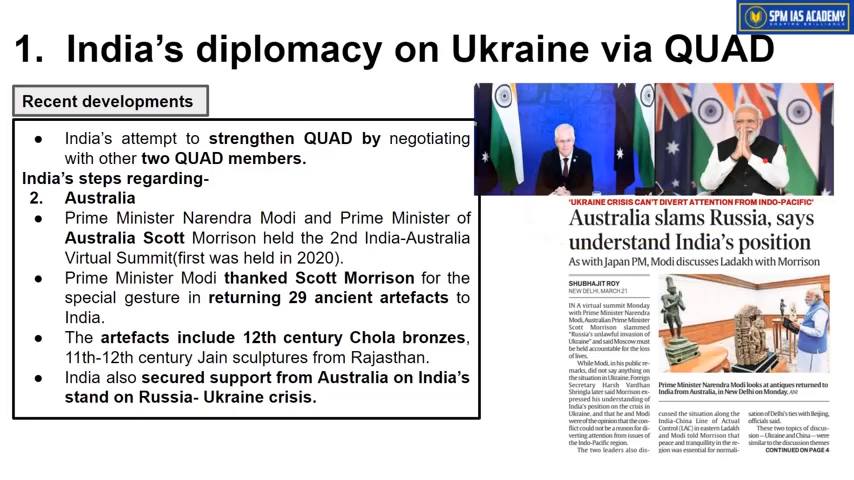 SPM IAS ACADEMY
SHAPING BRILLIANCE
1. India's diplomacy on Ukraine via QUAD
Recent developments
● India's attempt to strengthen QUAD by negotiating
with other two QUAD members.
India's steps regarding-
2. Australia
● Prime Minister Narendra Modi and Prime Minister of
Australia Scott Morrison held the 2nd India-Australia
Virtual Summit(first was held in 2020).
● Prime Minister Modi thanked Scott Morrison for the
special gesture in returning 29 ancient artefacts to
India.
● The artefacts include 12th century Chola bronzes,
11th-12th century Jain sculptures from Rajasthan.
● India also secured support from Australia on India's
stand on Russia- Ukraine crisis.
'UKRAINE CRISIS CAN'T DIVERT ATTENTION FROM INDO-PACIFIC'
Australia slams Russia, says
understand India's position
As with Japan PM, Modi discusses Ladakh with Morrison
SHUBHAJIT ROY
NEW DELHI, MARCH 21
IN A virtual summit Monday
with Prime Minister Narendra
Modi, Australian Prime Minister
Scott Morrison slammed
"Russia's unlawful invasion of
Ukraine" and said Moscow must
be held accountable for the loss
of lives.
While Modi, in his public re-
marks, did not say anything on
the situation in Ukraine, Foreign
Secretary Harsh Vardhan
Shringla later said Morrison ex-
pressed his understanding of
India's position on the crisis in
Ukraine, and that he and Modi
were of the opinion that the con-
flict could not be a reason for di-
verting attention from issues of
the Indo-Pacific region.
The two leaders also dis-
Prime Minister Narendra Modi looks at antiques returned to
India from Australia, in New Delhi on Monday. ANI
cussed the situation along the
India-China Line of Actual
Control (LAC) in eastern Ladakh
and Modi told Morrison that
peace and tranquillity in the re-
gion was essential for normali-
sation of Delhi's ties with Beijing,
officials said.
These two topics of discus-
sion — Ukraine and China — were
similar to the discussion themes
CONTINUED ON PAGE 4